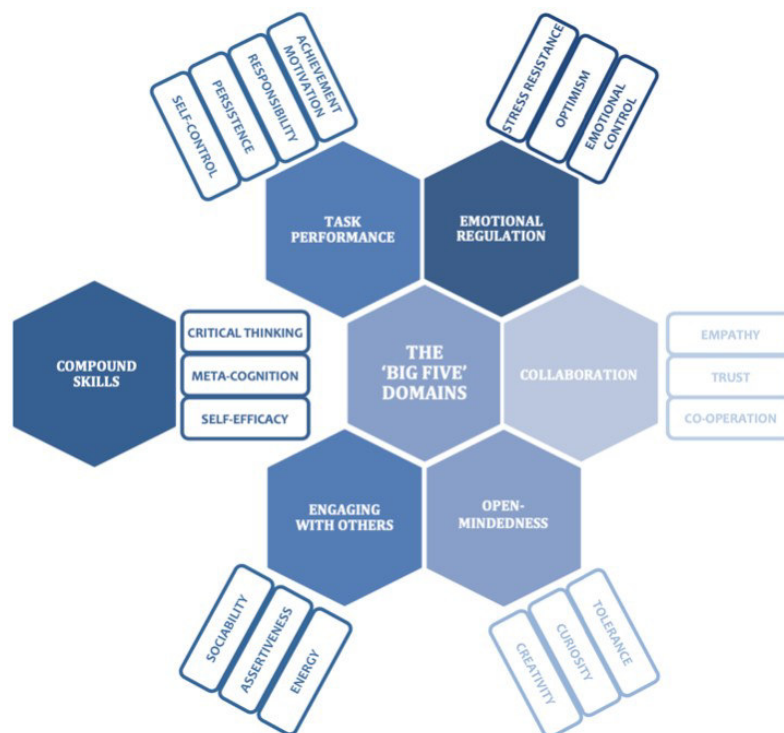 SELF-CONTROL
PERSISTENCE
RESPONSIBILITY
ACHIEVEMENT
MOTIVATION
STRESS RESISTANCE
OPTIMISM
EMOTIONAL
CONTROL
TASK
PERFORMANCE
EMOTIONAL
REGULATION
COMPOUND
SKILLS
CRITICAL THINKING
META-COGNITION
SELF-EFFICACY
THE
‘BIG FIVE’
DOMAINS
COLLABORATION
EMPATHY
TRUST
CO-OPERATION
ENGAGING
WITH OTHERS
OPEN-
MINDEDNESS
SOCIABILITY
ASSERTIVENESS
ENERGY
CREATIVITY
CURIOSITY
TOLERANCE